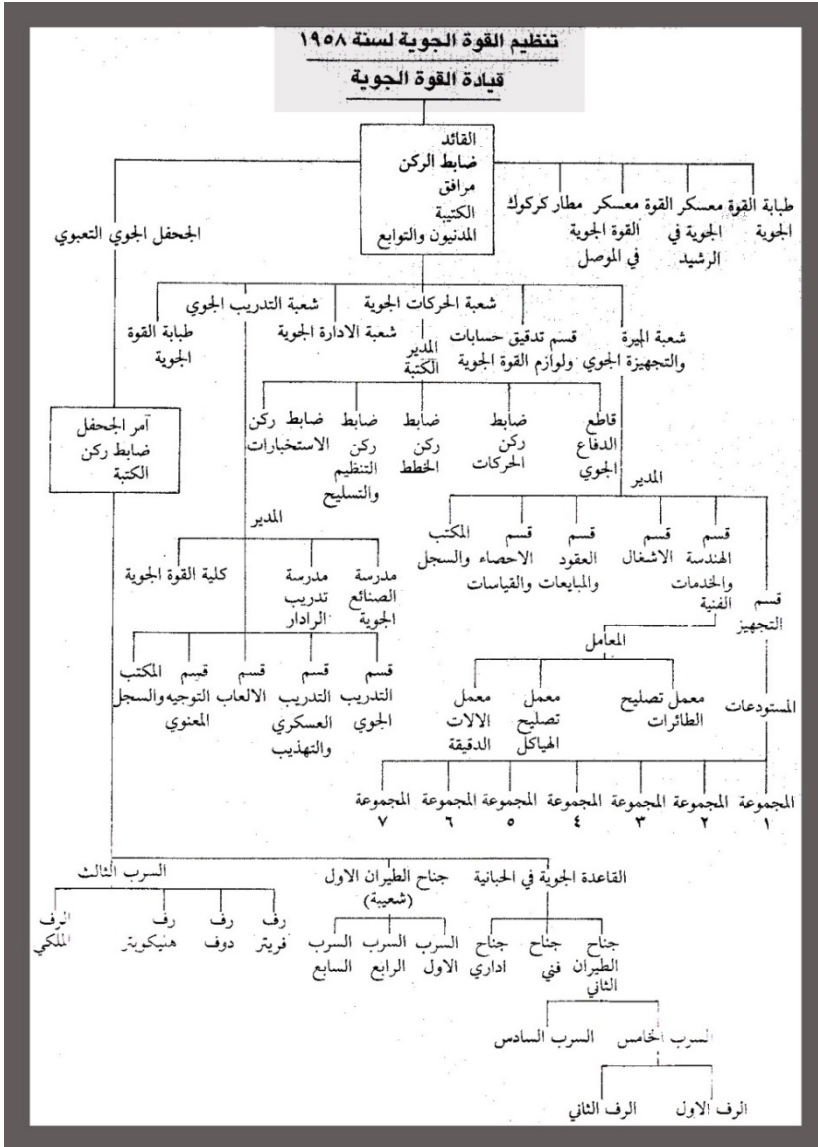 تنظيم القوة الجوية لسنة ١٩٥٨
قيادة القوة الجوية
القائد
ضابط الركن
مرافق
الكتيبة
المدنيون والتوابع
طبابة القوة
الجوية
معسكر القوة
الجوية في
الرشيد
معسكر
القوة الجوية
في الموصل
مطار كركوك
الجحفل الجوي التعبوي
شعبة الميرة
والتجهيزة الجوي
قسم تدقيق حسابات
ولوازم القوة الجوية
شعبة الحركات الجوية
المدير
الكتبة
شعبة الادارة الجوية
شعبة التدريب الجوي
طبابة القوة
الجوية
آمر الجحفل
ضابط ركن
الكتبة
قاطع
الدفاع
الجوي
ضابط
ركن
الحركات
ضابط
ركن
الخطط
ضابط
ركن
التنظيم
والتسليح
ضابط ركن
الاستخبارات
المدير
قسم
التجهيز
قسم
الهندسة
والخدمات
الفنية
قسم
الاشغال
قسم
العقود
والمبايعات
قسم
الاحصاء
والقياسات
المكتب
والسجل
المدير
مدرسة
الصنائع
الجوية
مدرسة
تدريب
الرادار
كلية القوة الجوية
المعامل
قسم
التدريب
الجوي
قسم
التدريب
العسكري
والتهذيب
قسم
الالعاب
قسم
التوجيه
المعنوي
المكتب
والسجل
المستودعات
معمل تصليح
الطائرات
معمل
تصليح
الهياكل
معمل
الالات
الدقيقة
المجموعة
١
المجموعة
٢
المجموعة
٣
المجموعة
٤
المجموعة
٥
المجموعة
٦
المجموعة
٧
القاعدة الجوية في الحبانية
جناح الطيران الاول
(شعيبة)
السرب الثالث
جناح
الطيران
الثاني
جناح
فني
جناح
اداري
السرب
الاول
السرب
الرابع
السرب
السابع
رف
فريتر
رف
دوف
رف
هليكوبتر
الرف
الملكي
السرب الخامس
السرب السادس
الرف الاول
الرف الثاني